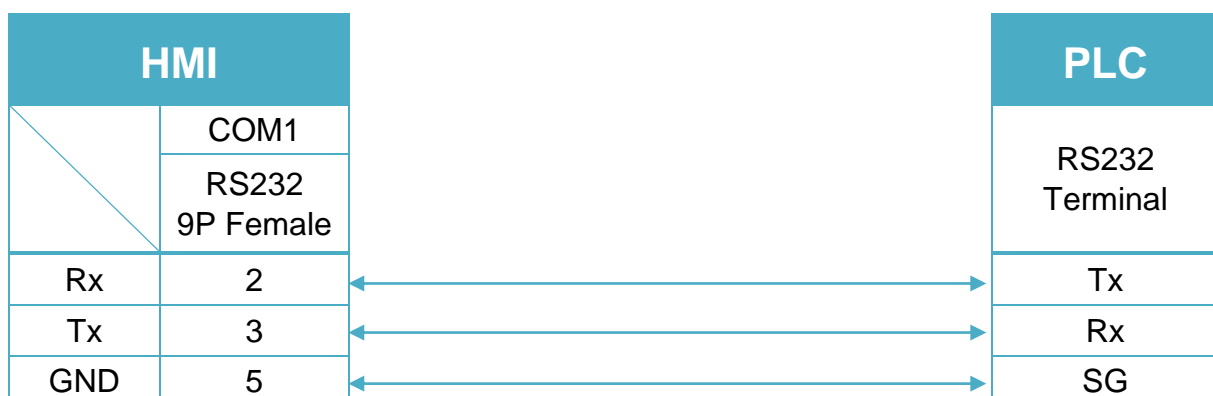 HMI
PLC
COM1
RS232
9P Female
RS232
Terminal
Rx 2 Tx
Tx 3 Rx
GND 5 SG